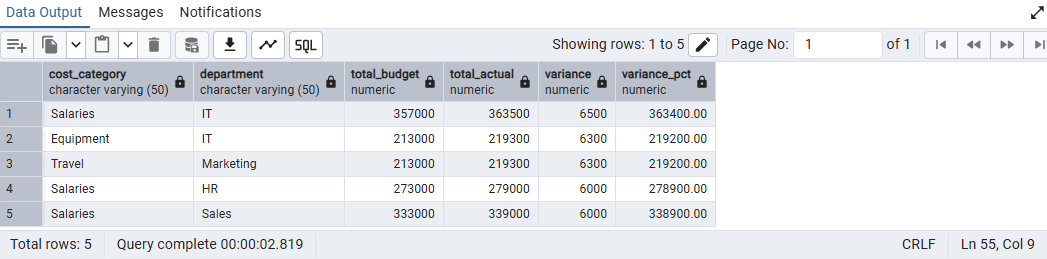 Data Output Messages Notifications
SQL Showing rows: 1 to 5 Page No: 1 of 1
cost_category department total_budget total_actual variance variance_pct
character varying (50) character varying (50) numeric numeric numeric numeric
1 Salaries IT 357000 363500 6500 363400.00
2 Equipment IT 213000 219300 6300 219200.00
3 Travel Marketing 213000 219300 6300 219200.00
4 Salaries HR 273000 279000 6000 278900.00
5 Salaries Sales 333000 339000 6000 338900.00
Total rows: 5 Query complete 00:00:02.819 CRLF Ln 55, Col 9